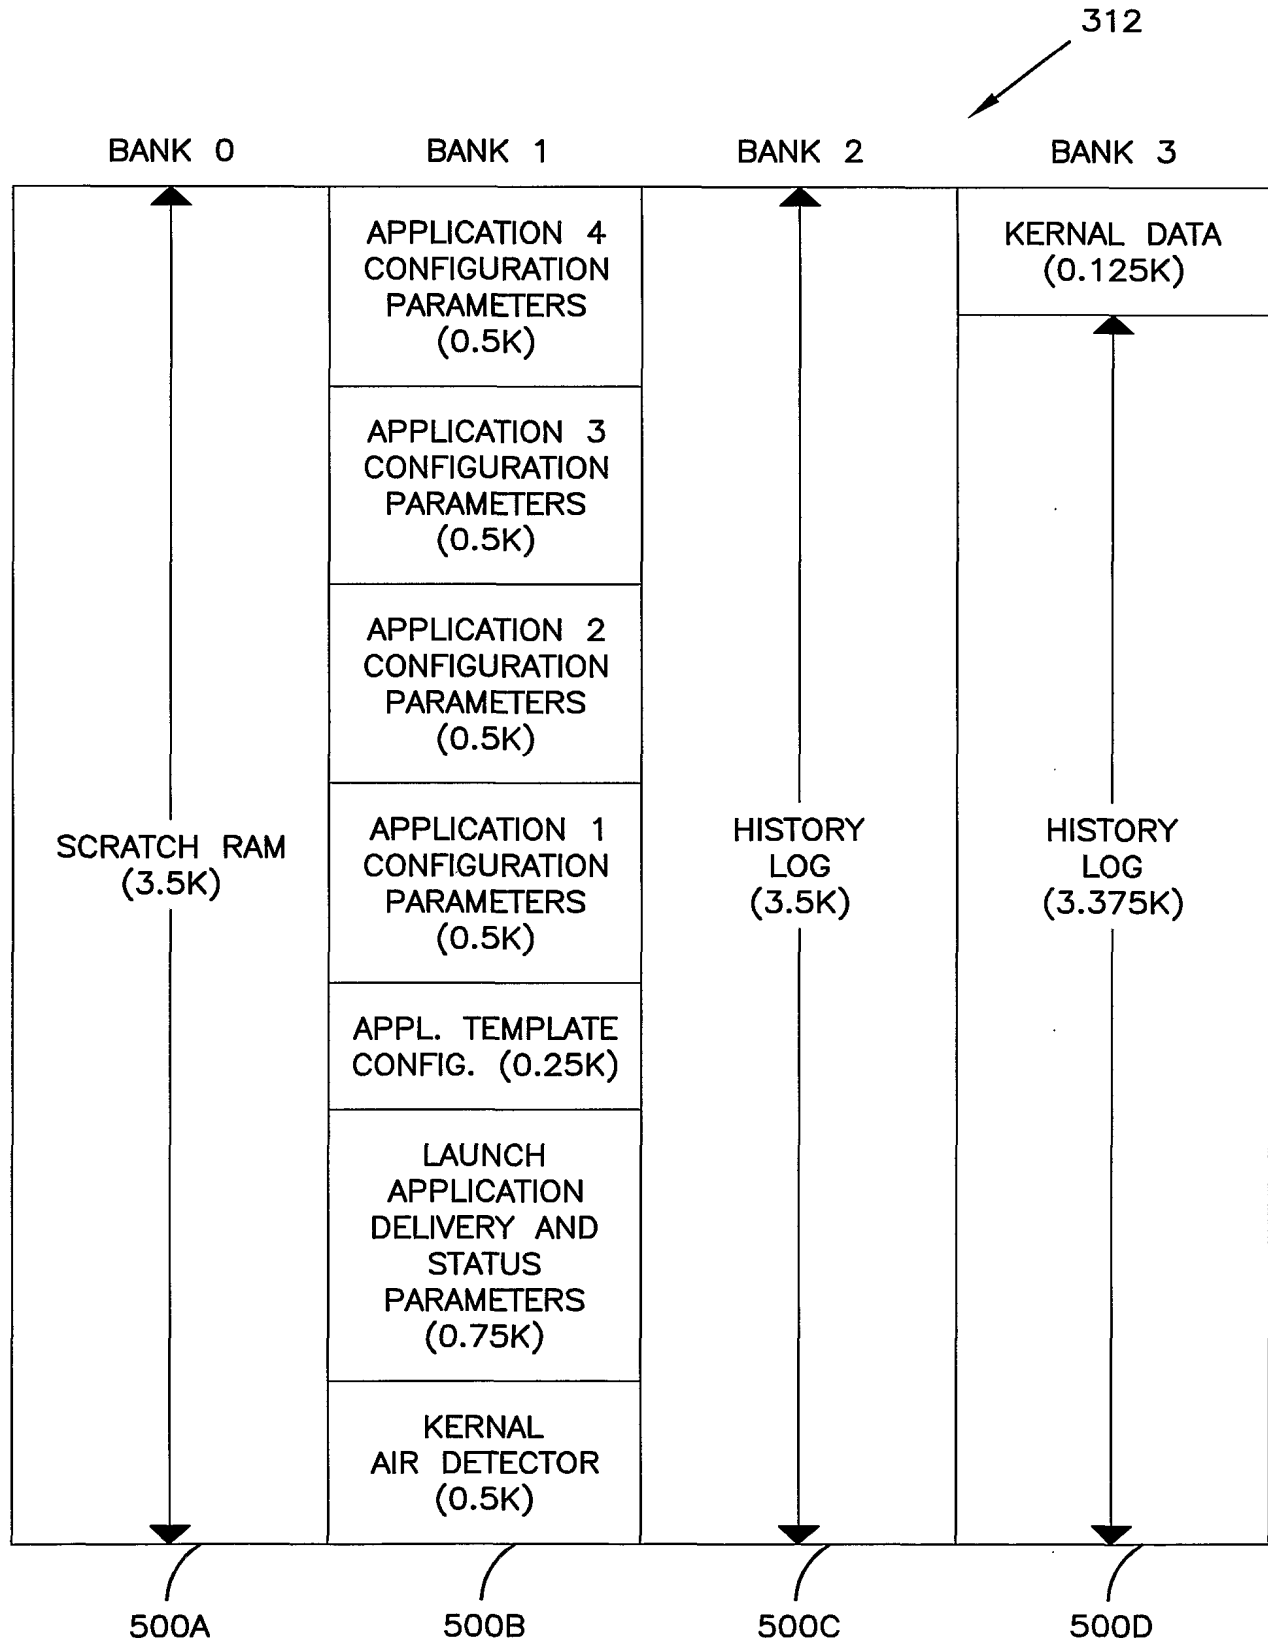 312
BANK 0
BANK 1
BANK 2
BANK 3
SCRATCH RAM
(3.5K)
APPLICATION 4
CONFIGURATION
PARAMETERS
(0.5K)
APPLICATION 3
CONFIGURATION
PARAMETERS
(0.5K)
APPLICATION 2
CONFIGURATION
PARAMETERS
(0.5K)
APPLICATION 1
CONFIGURATION
PARAMETERS
(0.5K)
APPL. TEMPLATE
CONFIG. (0.25K)
LAUNCH
APPLICATION
DELIVERY AND
STATUS
PARAMETERS
(0.75K)
KERNAL
AIR DETECTOR
(0.5K)
HISTORY
LOG
(3.5K)
KERNAL DATA
(0.125K)
HISTORY
LOG
(3.375K)
500A
500B
500C
500D